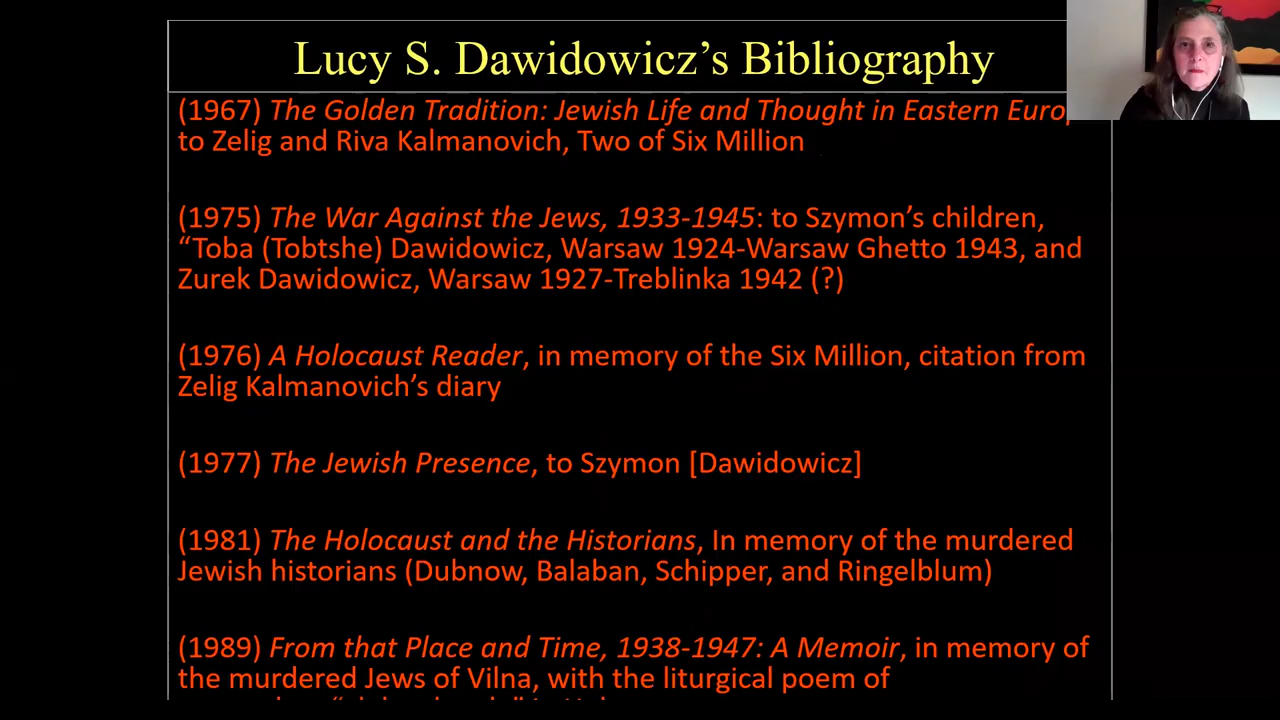 Lucy S. Dawidowicz’s Bibliography
(1967) The Golden Tradition: Jewish Life and Thought in Eastern
to Zelig and Riva Kalmanovich, Two of Six Million
(1975) The War Against the Jews, 1933-1945: to Szymon’s children,
“Toba (Tobtshe) Dawidowicz, Warsaw 1924-Warsaw Ghetto 1943, and
Zurek Dawidowicz, Warsaw 1927-Treblinka 1942 (?)
(1976) A Holocaust Reader, in memory of the Six Million, citation from
Zelig Kalmanovich’s diary
(1977) The Jewish Presence, to Szymon [Dawidowicz]
(1981) The Holocaust and the Historians, In memory of the murdered
Jewish historians (Dubnow, Balaban, Schipper, and Ringelblum)
(1989) From that Place and Time, 1938-1947: A Memoir, in memory of
the murdered Jews of Vilna, with the liturgical poem of